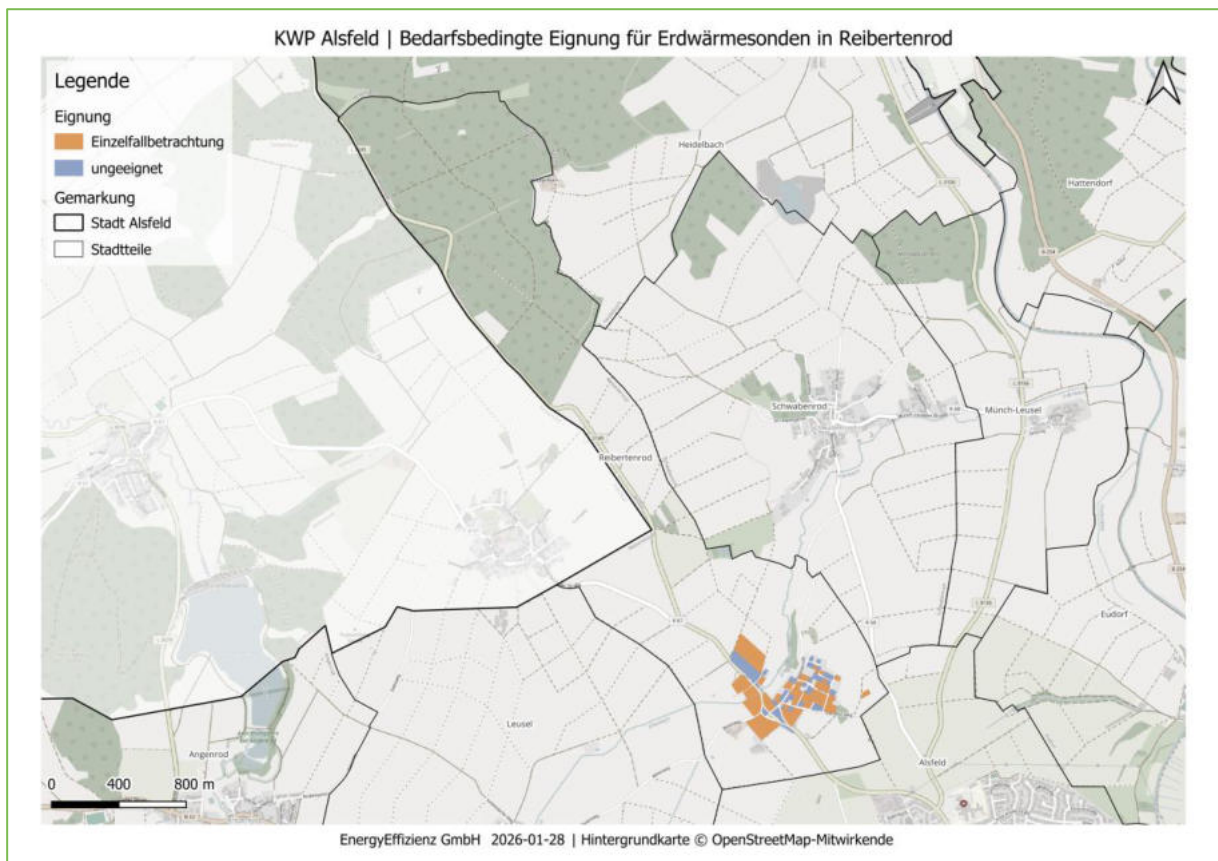 KWP Alsfeld | Bedarfsbedingte Eignung für Erdwärmesonden in Reibertenrod
Legende
Eignung
Einzelfallbetrachtung
ungeeignet
Gemarkung
Stadt Alsfeld
Stadtteile
Heidelbach
Hattendorf
Schwabenrod
Münch-Leusel
Reibertenrod
Eudorf
Leusel
Angenrod
Alsfeld
0 400 800 m
EnergyEffizienz GmbH 2026-01-28 | Hintergrundkarte © OpenStreetMap-Mitwirkende